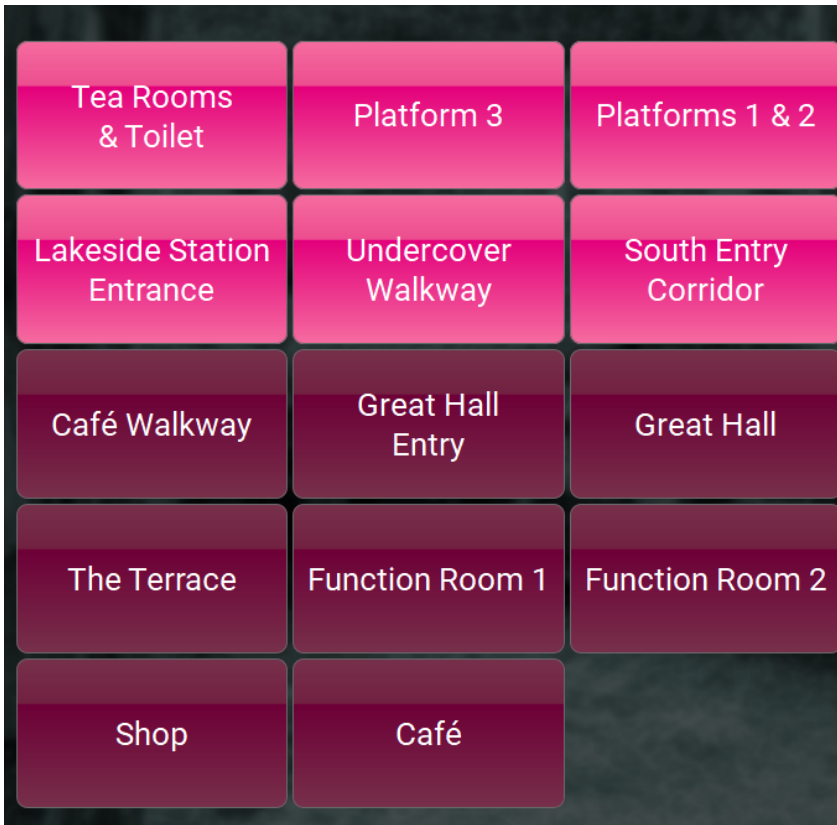 Tea Rooms
& Toilet
Platform 3
Platforms 1 & 2
Lakeside Station
Entrance
Undercover
Walkway
South Entry
Corridor
Café Walkway
Great Hall
Entry
Great Hall
The Terrace
Function Room 1
Function Room 2
Shop
Café